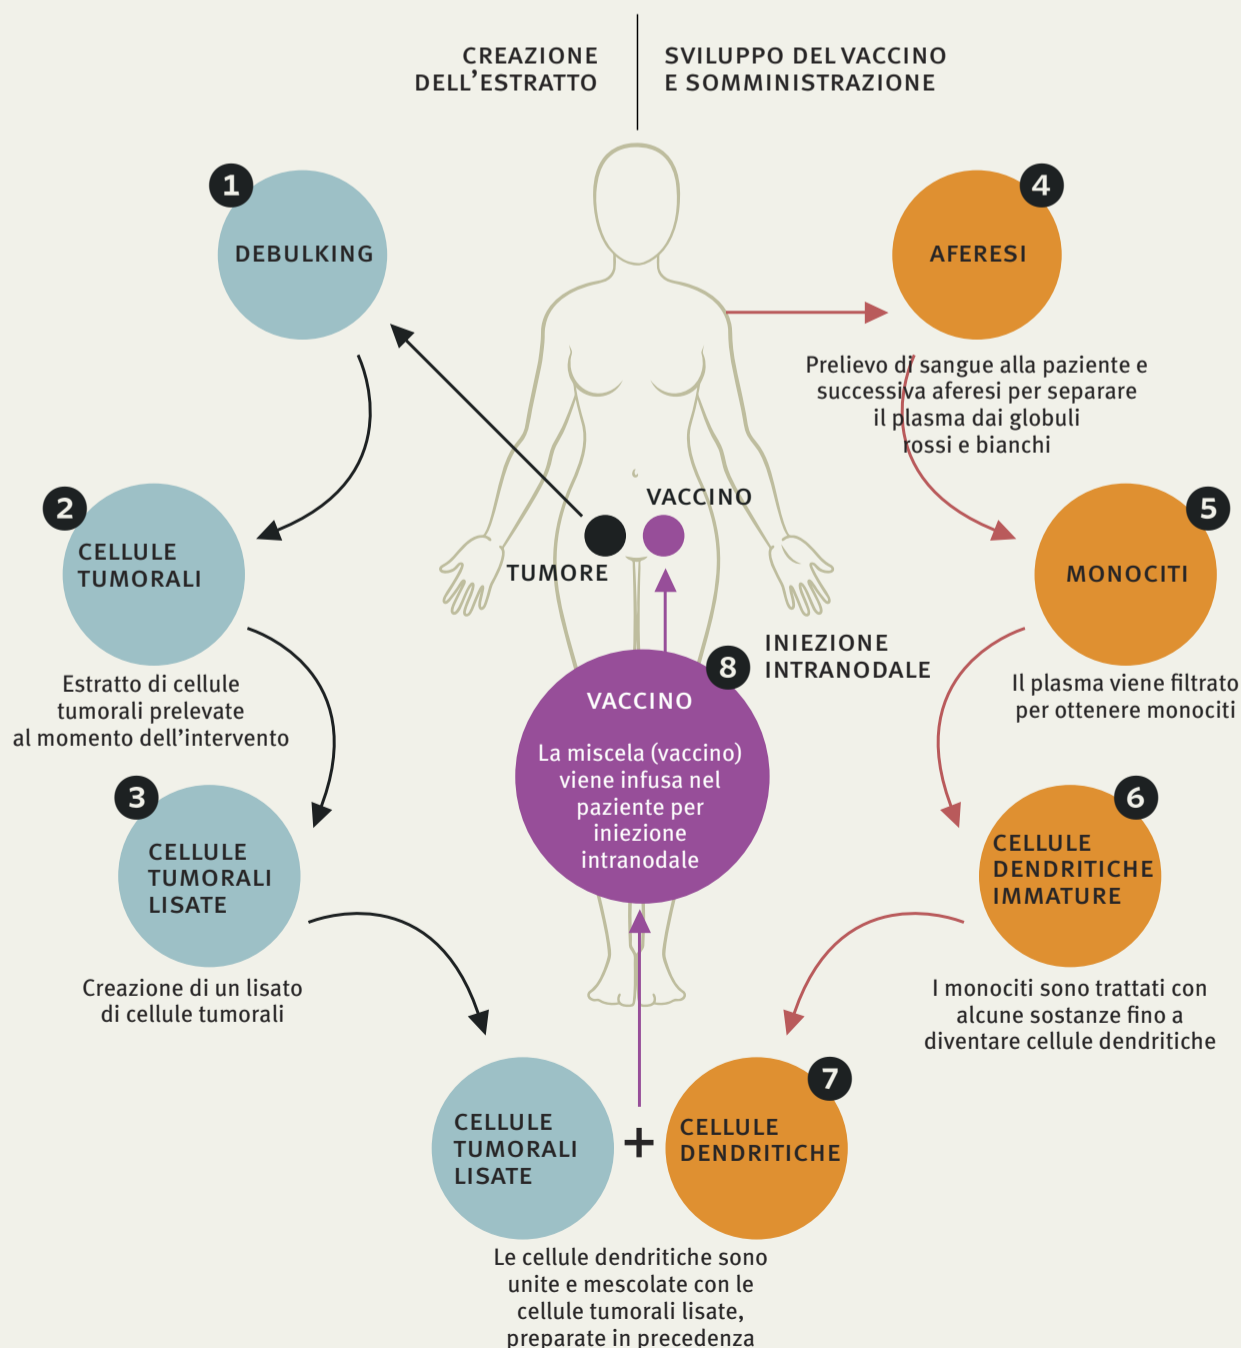 CREAZIONE
DELL’ESTRATTO
SVILUPPO DEL VACCINO
E SOMMINISTRAZIONE
1
DEBULKING
2
CELLULE
TUMORALI
Estratto di cellule
tumorali prelevate
al momento dell’intervento
3
CELLULE
TUMORALI
LISATE
Creazione di un lisato
di cellule tumorali
4
AFERESI
Prelievo di sangue alla paziente e
successiva aferesi per separare
il plasma dai globuli
rossi e bianchi
5
MONOCITI
Il plasma viene filtrato
per ottenere monociti
6
CELLULE
DENDRITICHE
IMMATURE
I monociti sono trattati con
alcune sostanze fino a
diventare cellule dendritiche
CELLULE
TUMORALI
LISATE
+
7
CELLULE
DENDRITICHE
Le cellule dendritiche sono
unite e mescolate con le
cellule tumorali lisate,
preparate in precedenza
8
INIEZIONE
INTRANODALE
VACCINO
La miscela (vaccino)
viene infusa nel
paziente per
iniezione
intranodale
VACCINO
TUMORE